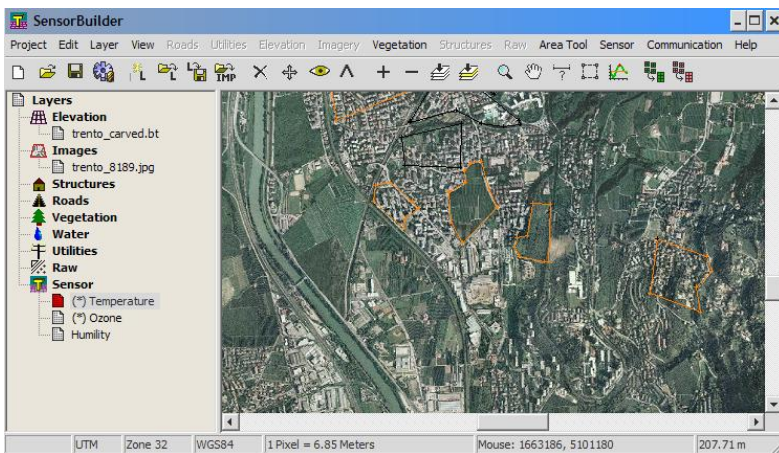 SensorBuilder
Project Edit Layer View Roads Utilities Elevation Imagery Vegetation Structures Raw Area Tool Sensor Communication Help
L L IMP ?
Layers
Elevation
trento_carved.bt
Images
trento_8189.jpg
Structures
Roads
Vegetation
Water
Utilities
Raw
Sensor
(*) Temperature
(*) Ozone
Humility
UTM Zone 32 WGS84 1 Pixel = 6.85 Meters Mouse: 1663186, 5101180 207.71 m